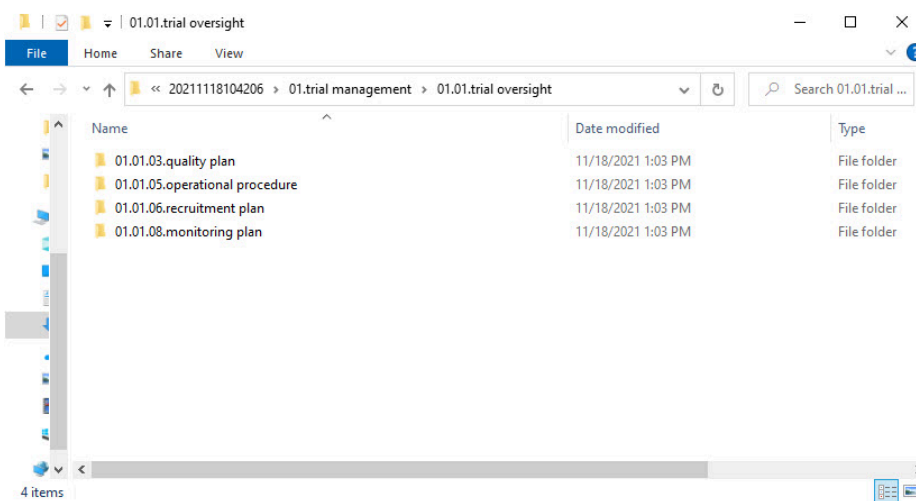 01.01.trial oversight
File Home Share View
« 20211118104206 › 01.trial management › 01.01.trial oversight Search 01.01.trial ...
Name Date modified Type
01.01.03.quality plan 11/18/2021 1:03 PM File folder
01.01.05.operational procedure 11/18/2021 1:03 PM File folder
01.01.06.recruitment plan 11/18/2021 1:03 PM File folder
01.01.08.monitoring plan 11/18/2021 1:03 PM File folder
4 items